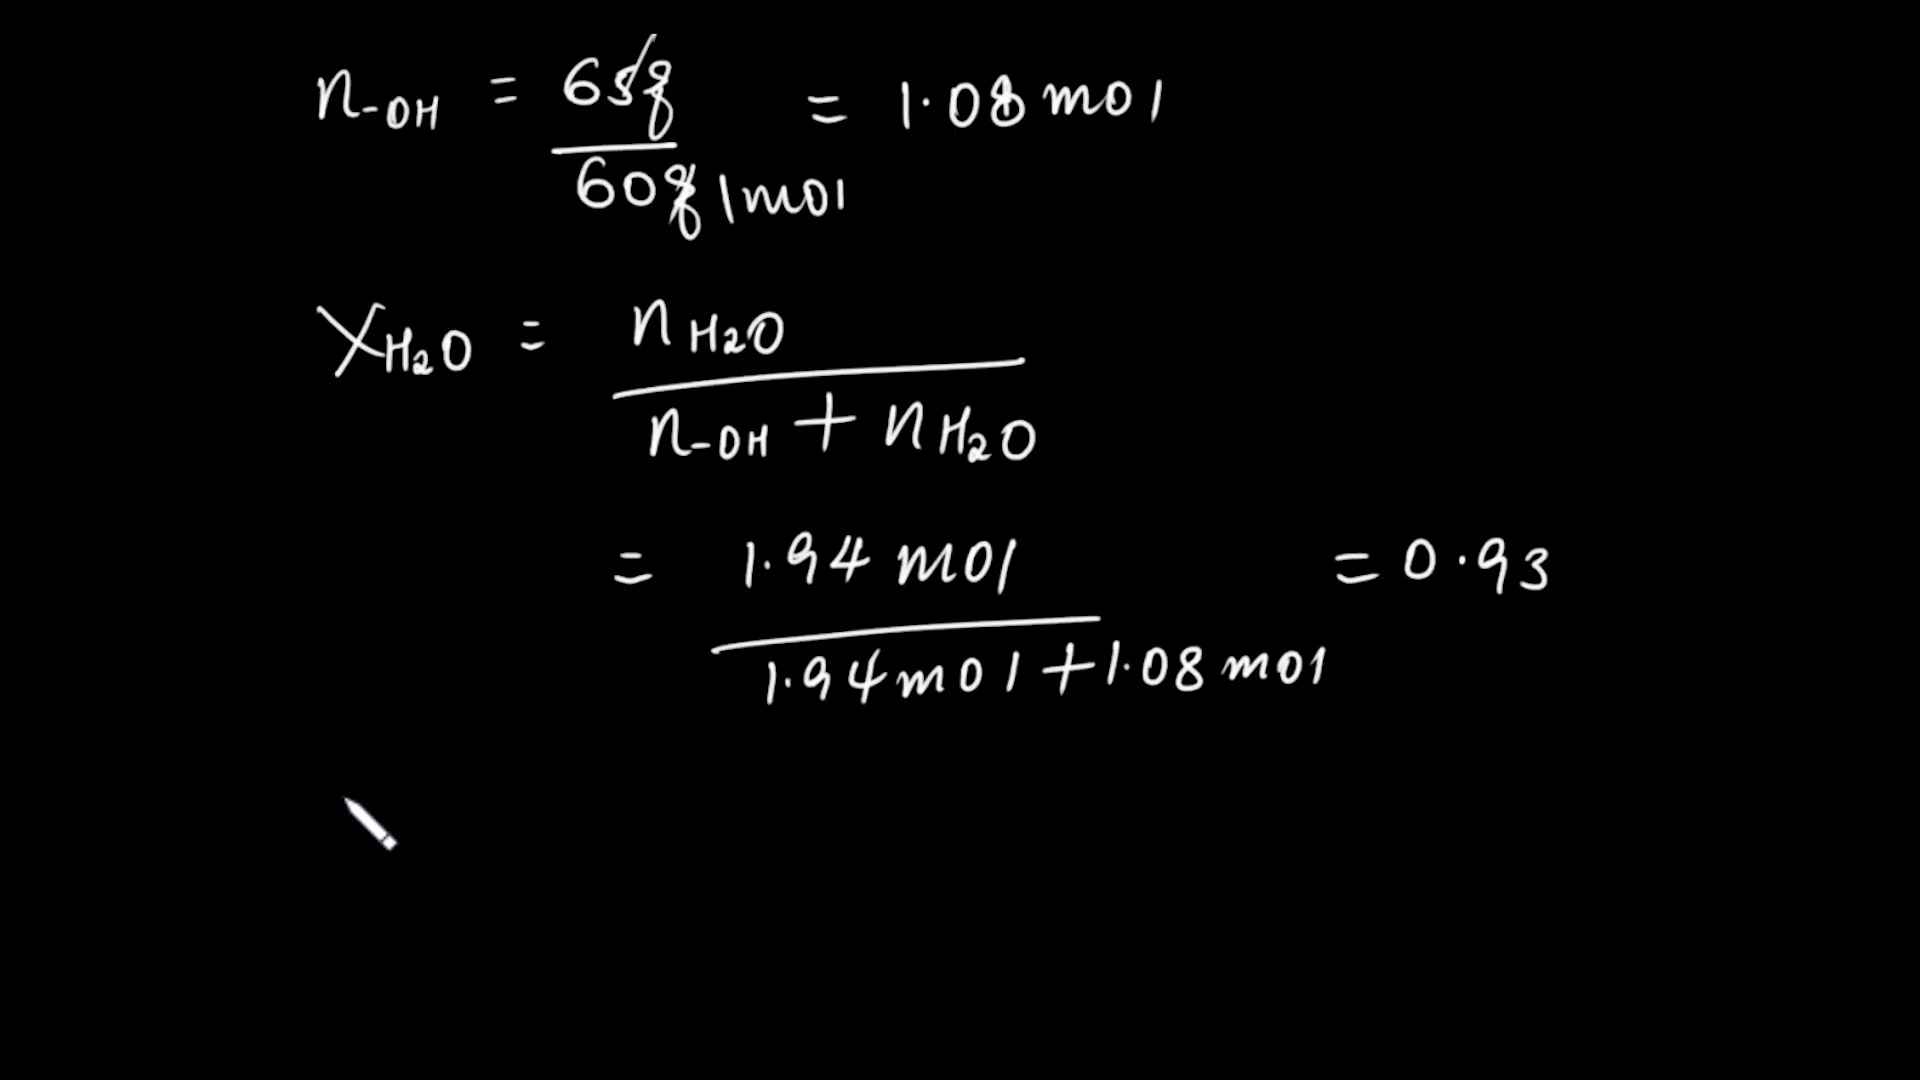 n-OH = 65g = 1.08 mol
60g/mol
XH2O = nH2O
n-OH + nH2O
= 1.94 mol = 0.93
1.94 mol + 1.08 mol